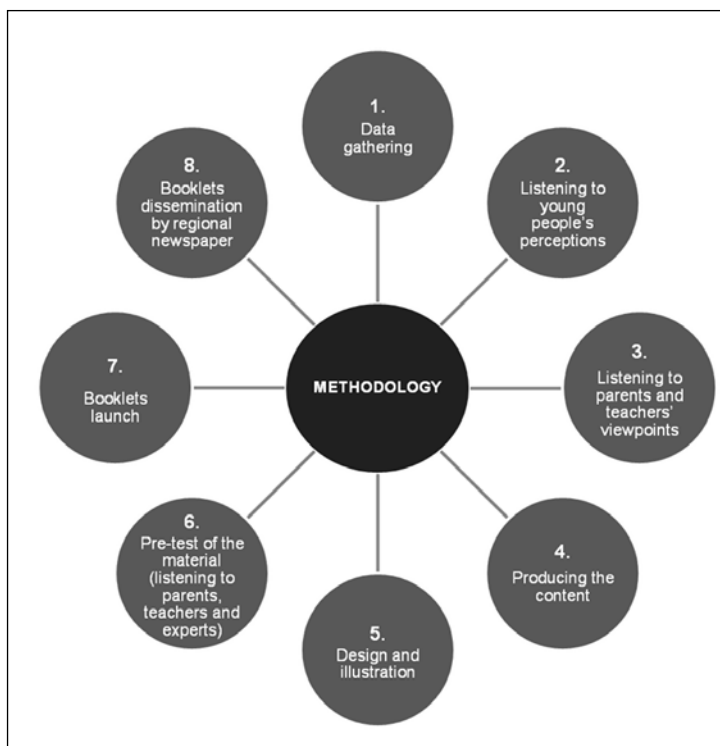 1.
Data
gathering
2.
Listening to
young
people's
perceptions
3.
Listening to
parents and
teachers'
viewpoints
4.
Producing the
content
5.
Design and
illustration
6.
Pre-test of the
material
(listening to
parents,
teachers and
experts)
7.
Booklets
launch
8.
Booklets
dissemination
by regional
newspaper
METHODOLOGY